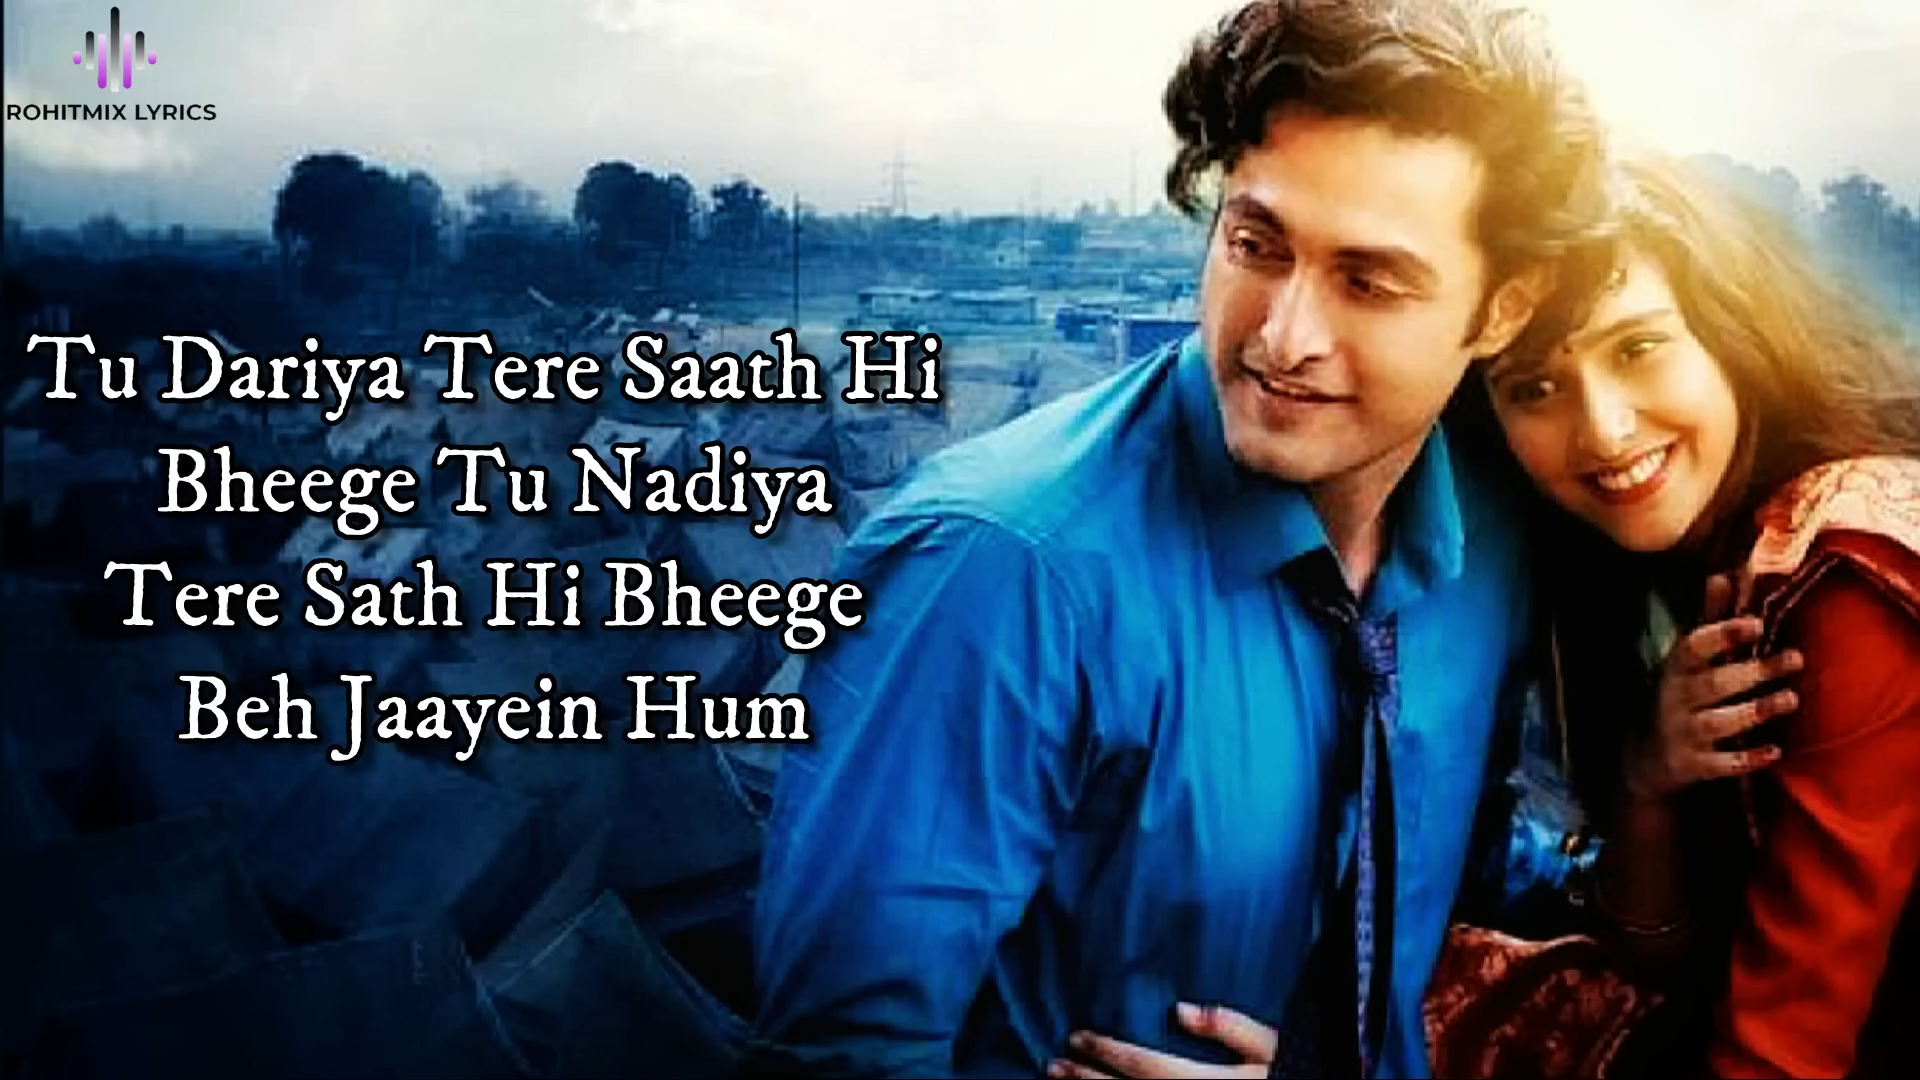 ROHITMIX LYRICS
Tu Dariya Tere Saath Hi
Bheege Tu Nadiya
Tere Sath Hi Bheege
Beh Jaayein Hum